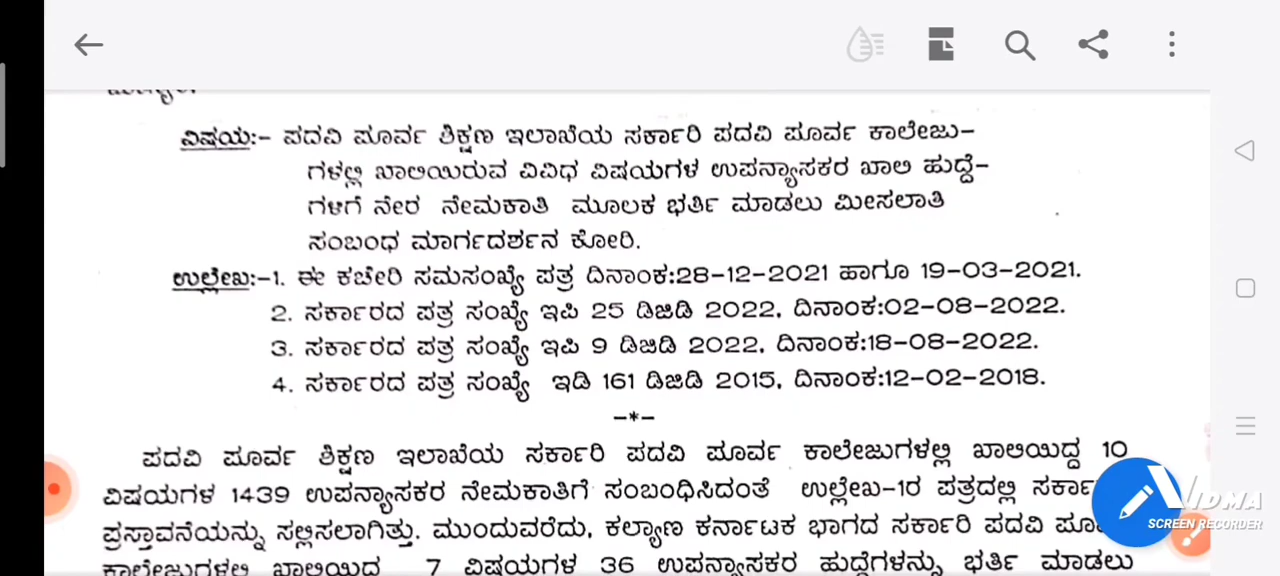 ವಿಷಯ:- ಪದವಿ ಪೂರ್ವ ಶಿಕ್ಷಣ ಇಲಾಖೆಯ ಸರ್ಕಾರಿ ಪದವಿ ಪೂರ್ವ ಕಾಲೇಜು-
ಗಳಲ್ಲಿ ಖಾಲಿಯಿರುವ ವಿವಿಧ ವಿಷಯಗಳ ಉಪನ್ಯಾಸಕರ ಖಾಲಿ ಹುದ್ದೆ-
ಗಳಿಗೆ ನೇರ ನೇಮಕಾತಿ ಮೂಲಕ ಭರ್ತಿ ಮಾಡಲು ಮೀಸಲಾತಿ
ಸಂಬಂಧ ಮಾರ್ಗದರ್ಶನ ಕೋರಿ.
ಉಲ್ಲೇಖ:-1. ಈ ಕಚೇರಿ ಸಮಸಂಖ್ಯೆ ಪತ್ರ ದಿನಾಂಕ:28-12-2021 ಹಾಗೂ 19-03-2021.
2. ಸರ್ಕಾರದ ಪತ್ರ ಸಂಖ್ಯೆ ಇಪಿ 25 ಡಿಜಿಡಿ 2022, ದಿನಾಂಕ:02-08-2022.
3. ಸರ್ಕಾರದ ಪತ್ರ ಸಂಖ್ಯೆ ಇಪಿ 9 ಡಿಜಿಡಿ 2022, ದಿನಾಂಕ:18-08-2022.
4. ಸರ್ಕಾರದ ಪತ್ರ ಸಂಖ್ಯೆ ಇಡಿ 161 ಡಿಜಿಡಿ 2015, ದಿನಾಂಕ:12-02-2018.
-*-
ಪದವಿ ಪೂರ್ವ ಶಿಕ್ಷಣ ಇಲಾಖೆಯ ಸರ್ಕಾರಿ ಪದವಿ ಪೂರ್ವ ಕಾಲೇಜುಗಳಲ್ಲಿ ಖಾಲಿಯಿದ್ದ 10
ವಿಷಯಗಳ 1439 ಉಪನ್ಯಾಸಕರ ನೇಮಕಾತಿಗೆ ಸಂಬಂಧಿಸಿದಂತೆ ಉಲ್ಲೇಖ-1ರ ಪತ್ರದಲ್ಲಿ
ಪ್ರಸ್ತಾವನೆಯನ್ನು ಸಲ್ಲಿಸಲಾಗಿತ್ತು. ಮುಂದುವರೆದು, ಕಲ್ಯಾಣ ಕರ್ನಾಟಕ ಭಾಗದ ಸರ್ಕಾರಿ ಪದವಿ
ಕಾಲೇಜುಗಳಲ್ಲಿ ಖಾಲಿಯಿದ್ದ 7 ವಿಷಯಗಳ 36 ಉಪನ್ಯಾಸಕರ ಹುದ್ದೆಗಳನ್ನು ಭರ್ತಿ ಮಾಡಲು
VIDMA
SCREEN RECORDER